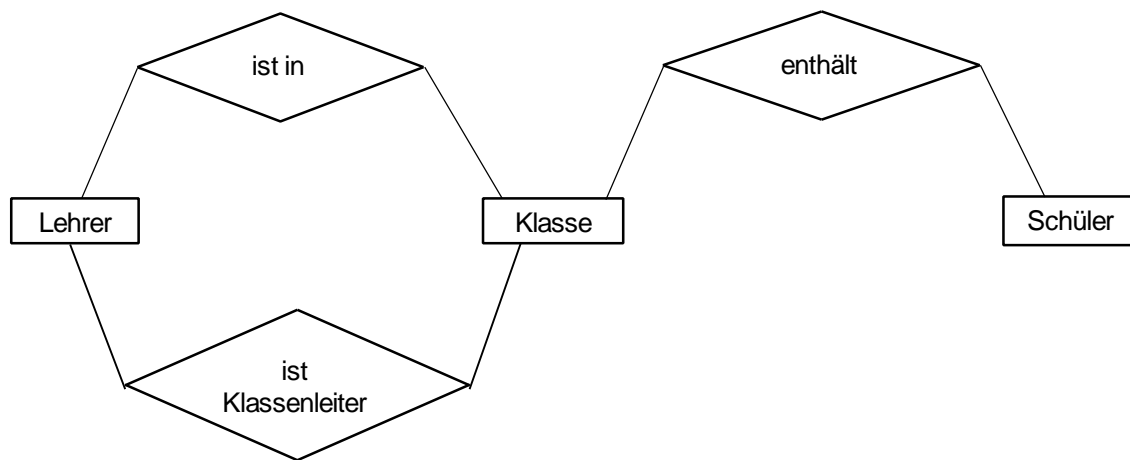 ist in
enthält
Lehrer
Klasse
Schüler
ist
Klassenleiter